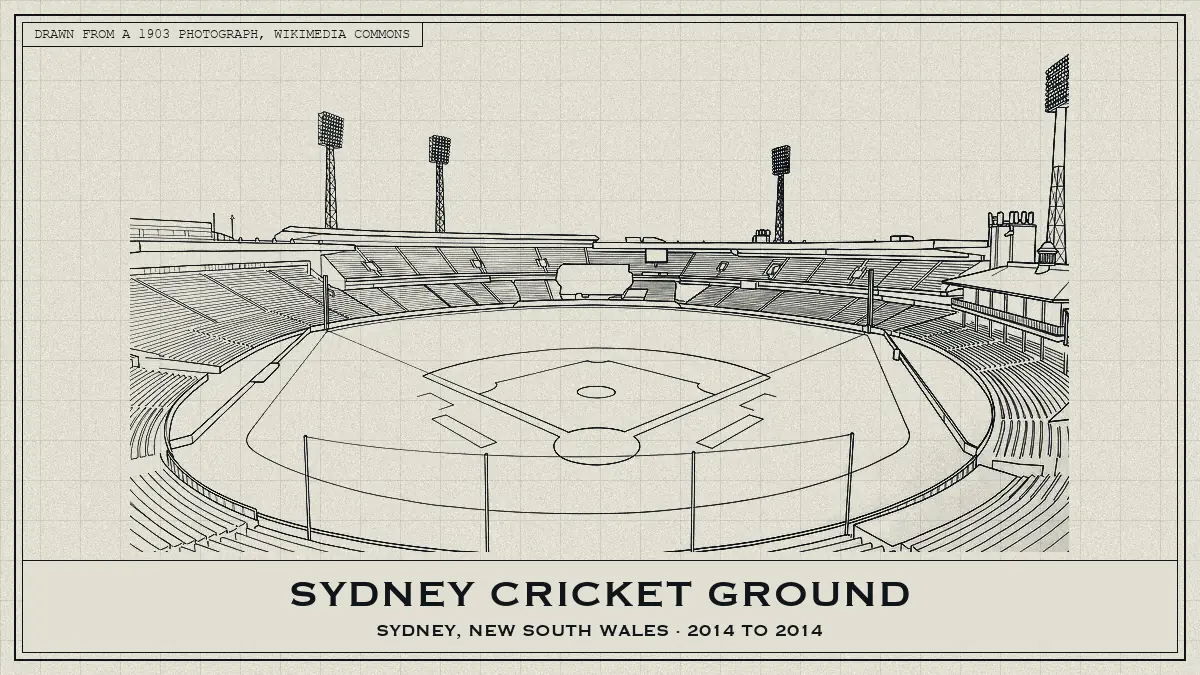 DRAWN FROM A 1903 PHOTOGRAPH, WIKIMEDIA COMMONS
SYDNEY CRICKET GROUND
SYDNEY, NEW SOUTH WALES · 2014 TO 2014